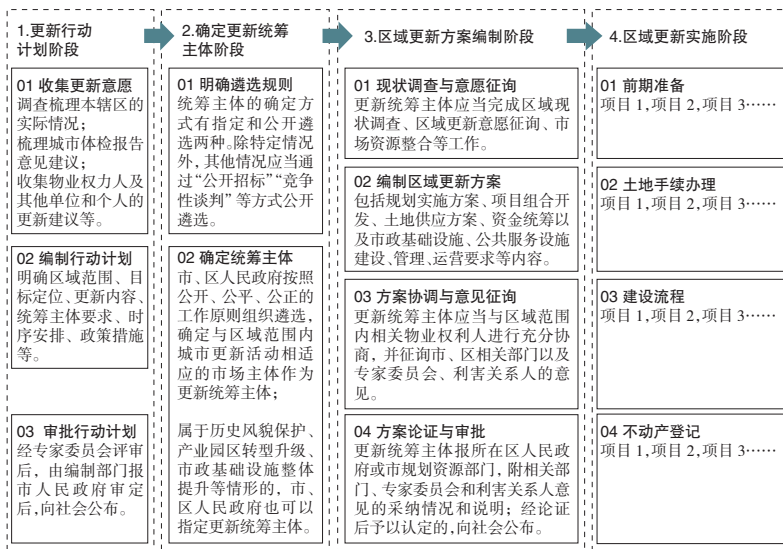 1.更新行动
计划阶段
01 收集更新意愿
调查梳理本辖区的
实际情况；
梳理城市体检报告
意见建议；
收集物业权力人及
其他单位和个人的
更新建议等。
02 编制行动计划
明确区域范围、目
标定位、更新内容、
统筹主体要求、时
序安排、政策措施
等。
03 审批行动计划
经专家委员会评审
后，由编制部门报
市人民政府审定
后，向社会公布。
2.确定更新统筹
主体阶段
01 明确遴选规则
统筹主体的确定方
式有指定和公开遴
选两种。除特定情况
外，其他情况应当通
过“公开招标”“竞争
性谈判”等方式公开
遴选。
02 确定统筹主体
市、区人民政府按照
公开、公平、公正的
工作原则组织遴选，
确定与区域范围内
城市更新活动相适
应的市场主体作为
更新统筹主体；
属于历史风貌保护、
产业园区转型升级、
市政基础设施整体
提升等情形的，市、
区人民政府也可以
指定更新统筹主体。
3.区域更新方案编制阶段
01 现状调查与意愿征询
更新统筹主体应当完成区域现
状调查、区域更新意愿征询、市
场资源整合等工作。
02 编制区域更新方案
包括规划实施方案、项目组合开
发、土地供应方案、资金统筹以
及市政基础设施、公共服务设施
建设、管理、运营要求等内容。
03 方案协调与意见征询
更新统筹主体应当与区域范围
内相关物业权利人进行充分协
商，并征询市、区相关部门以及
专家委员会、利害关系人的意
见。
04 方案论证与审批
更新统筹主体报所在区人民政
府或市规划资源部门，附相关部
门、专家委员会和利害关系人意
见的采纳情况和说明；经论证
后予以认定的，向社会公布。
4.区域更新实施阶段
01 前期准备
项目1，项目2，项目3……
02 土地手续办理
项目1，项目2，项目3……
03 建设流程
项目1，项目2，项目3……
04 不动产登记
项目1，项目2，项目3……